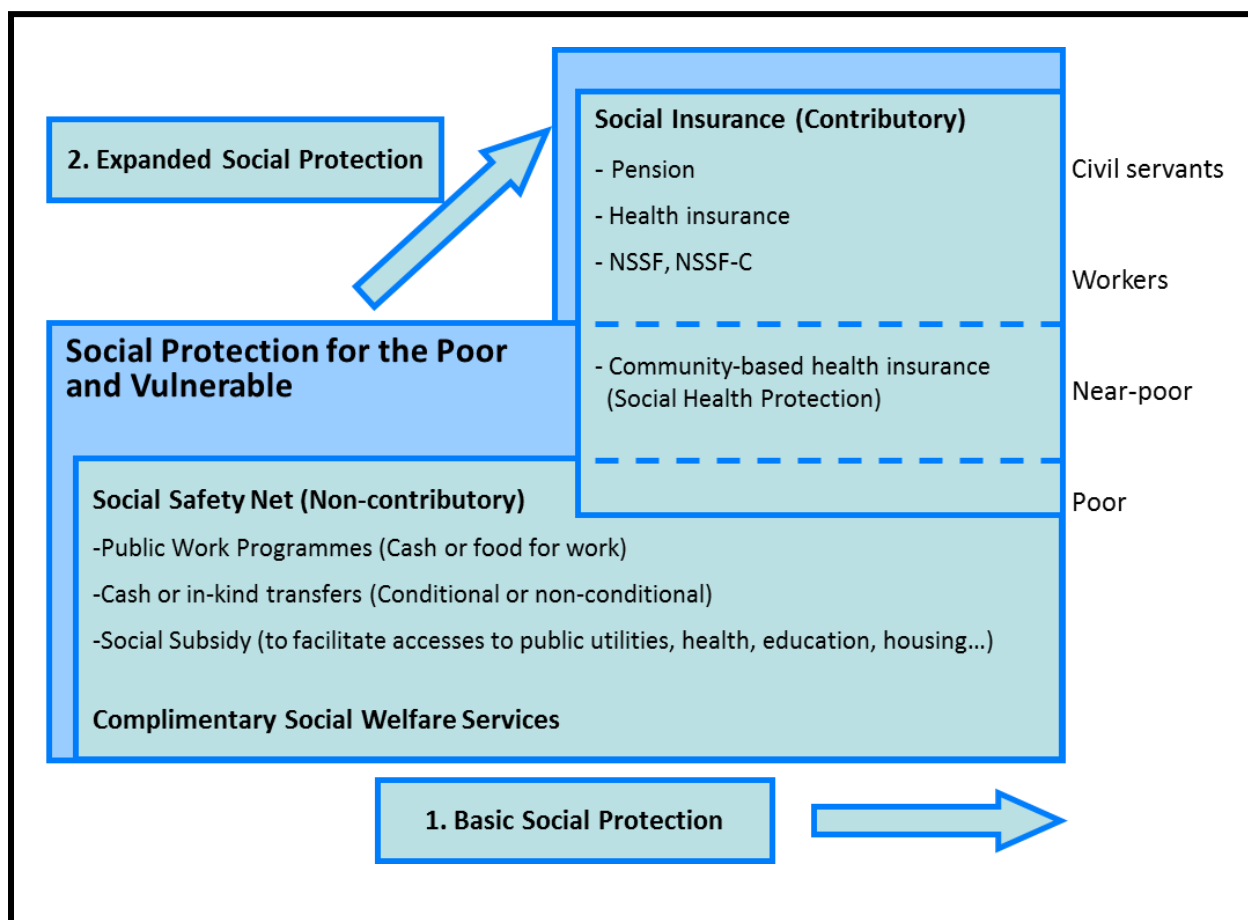 2. Expanded Social Protection
Social Insurance (Contributory)
- Pension
- Health insurance
- NSSF, NSSF-C
- Community-based health insurance
(Social Health Protection)
Civil servants
Workers
Near-poor
Poor
Social Protection for the Poor
and Vulnerable
Social Safety Net (Non-contributory)
-Public Work Programmes (Cash or food for work)
-Cash or in-kind transfers (Conditional or non-conditional)
-Social Subsidy (to facilitate accesses to public utilities, health, education, housing...)
Complimentary Social Welfare Services
1. Basic Social Protection